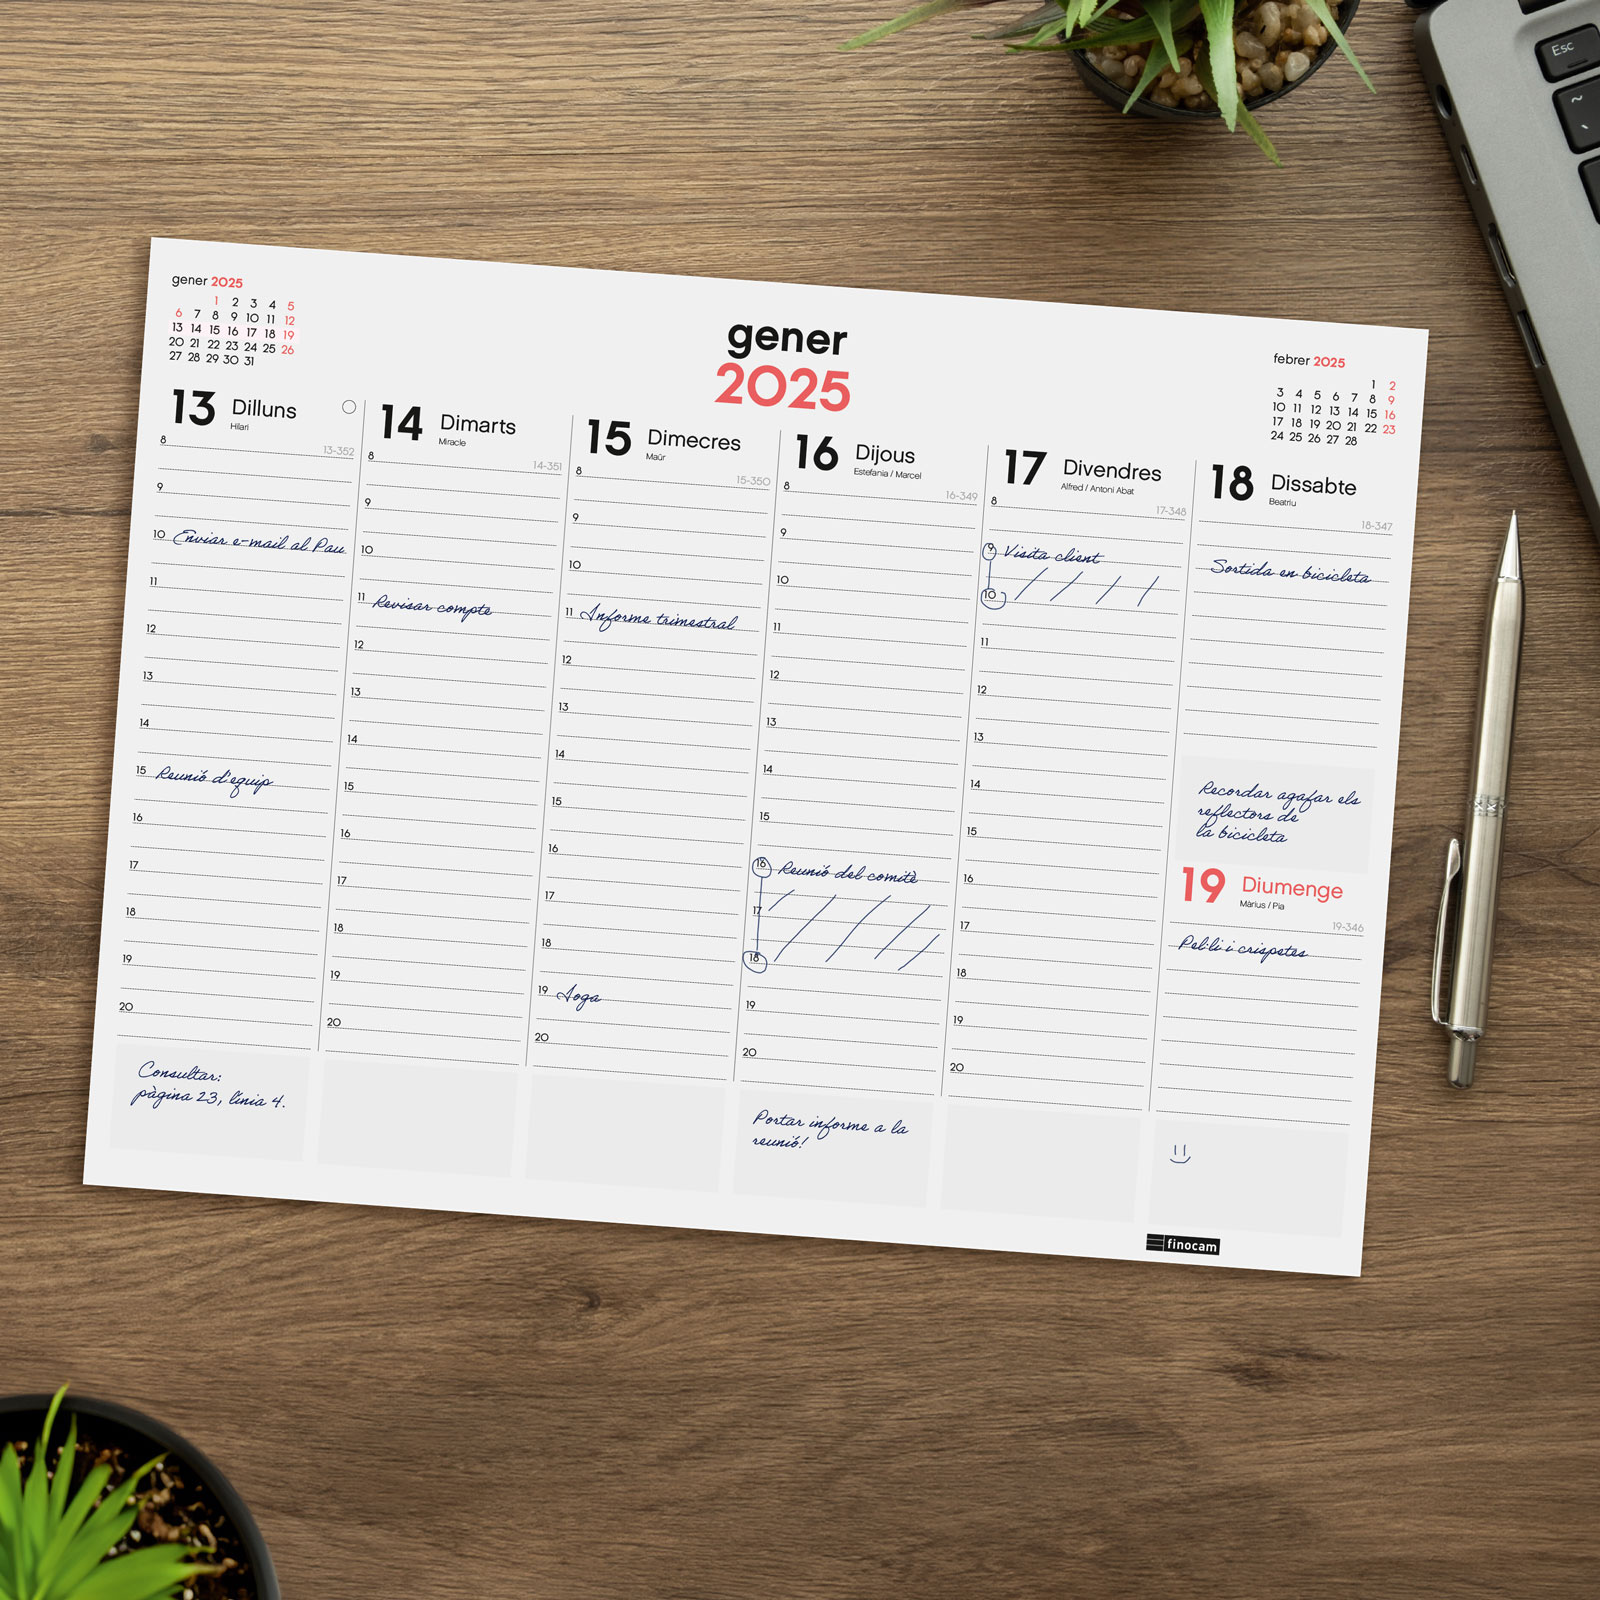 Esc
~
gener 2025
1 2 3 4 5
6 7 8 9 10 11 12
13 14 15 16 17 18 19
20 21 22 23 24 25 26
27 28 29 30 31
gener
2025
febrer 2025
1 2
3 4 5 6 7 8 9
10 11 12 13 14 15 16
17 18 19 20 21 22 23
24 25 26 27 28
13 Dilluns
Hilari
13-352
8
9
10 Enviar e-mail al Pau
11
12
13
14
15 Reunió d'equip
16
17
18
19
20
Consultar:
pàgina 23, línia 4.
14 Dimarts
Miracle
14-351
8
9
10
11 Revisar compte
12
13
14
15
16
17
18
19
20
15 Dimecres
Maür
15-350
8
9
10
11 Informe trimestral
12
13
14
15
16
17
18
19 Ioga
20
16 Dijous
Estefania / Marcel
16-349
8
9
10
11
12
13
14
15
16 Reunió del comitè
17
18
19
20
Portar informe a la
reunió!
17 Divendres
Alfred / Antoni Abat
17-348
8
9 Visita client
10
11
12
13
14
15
16
17
18
19
20
18 Dissabte
Beatriu
18-347
Sortida en bicicleta
Recordar agafar els
reflectors de
la bicicleta
19 Diumenge
Màrius / Pia
19-346
Pel·li i crispetes
finocam